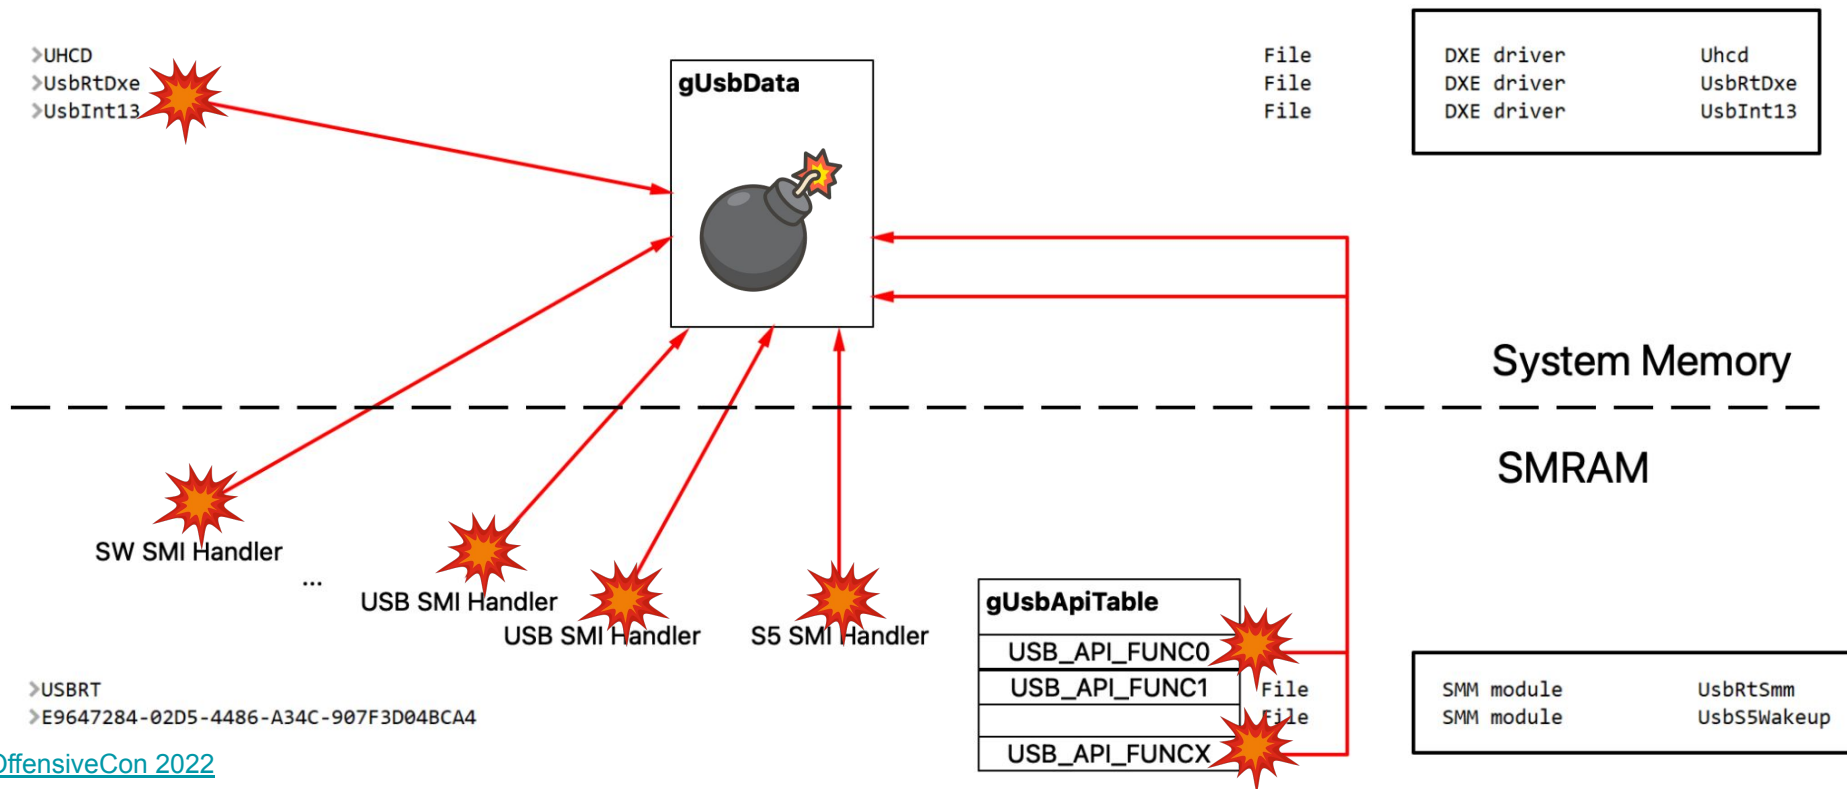 >UHCD
>UsbRtDxe
>UsbInt13
gUsbData
File DXE driver Uhcd
File DXE driver UsbRtDxe
File DXE driver UsbInt13
System Memory
SMRAM
SW SMI Handler
...
USB SMI Handler
USB SMI Handler
S5 SMI Handler
gUsbApiTable
USB_API_FUNC0
USB_API_FUNC1
USB_API_FUNCX
>USBRT
>E9647284-02D5-4486-A34C-907F3D04BCA4
File SMM module UsbRtSmm
File SMM module UsbS5Wakeup
OffensiveCon 2022